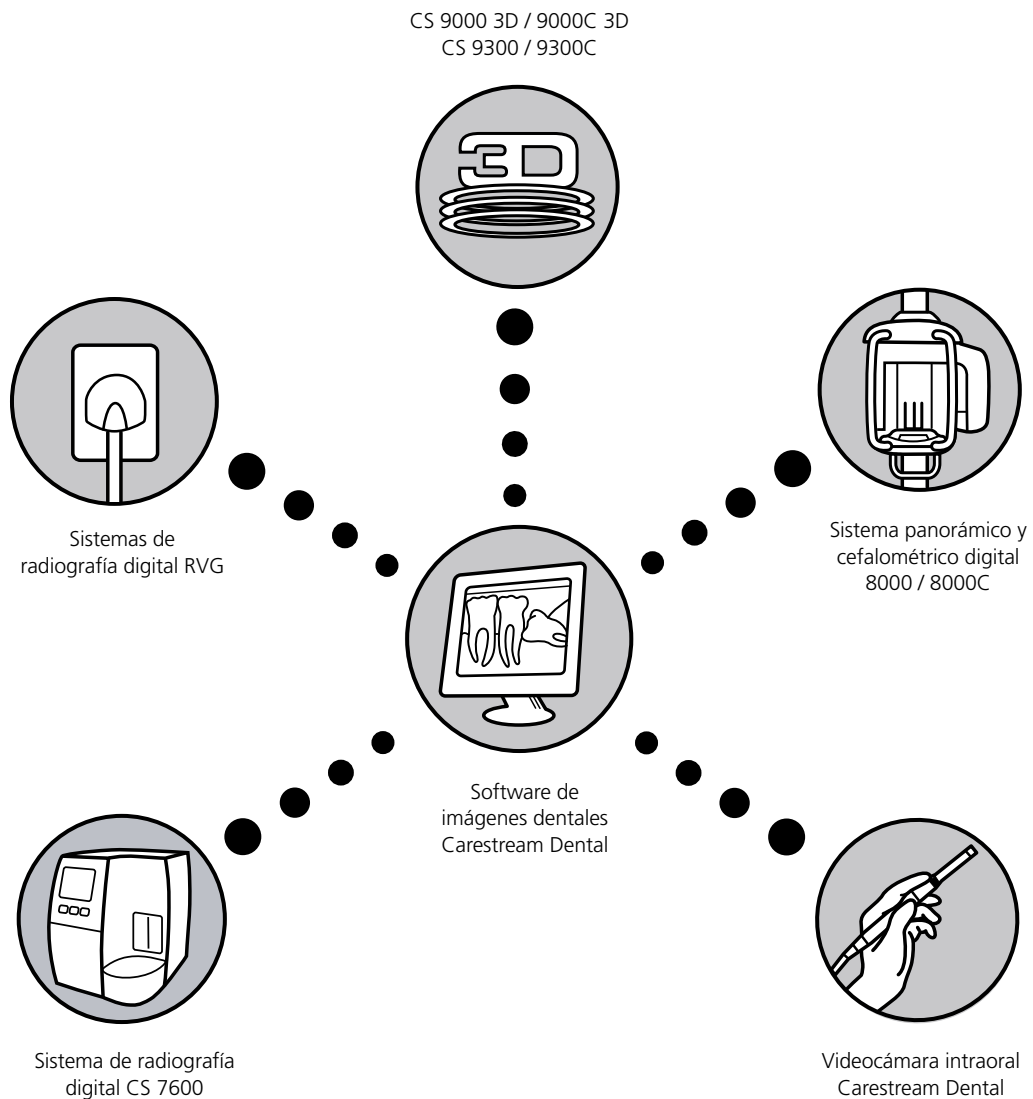 CS 9000 3D / 9000C 3D
CS 9300 / 9300C
3D
Sistemas de
radiografía digital RVG
Sistema panorámico y
cefalométrico digital
8000 / 8000C
Software de
imágenes dentales
Carestream Dental
Sistema de radiografía
digital CS 7600
Videocámara intraoral
Carestream Dental